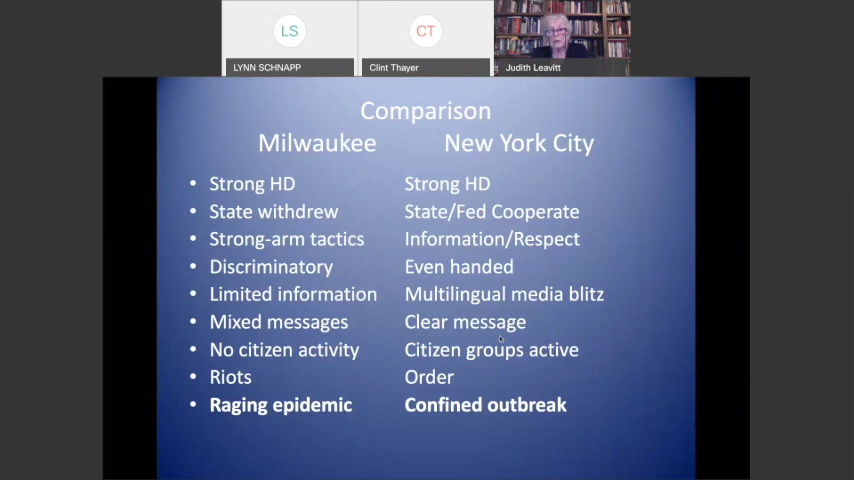 LS
CT
LYNN SCHNAPP
Clint Thayer
Judith Leavitt
Comparison
Milwaukee New York City
• Strong HD Strong HD
• State withdrew State/Fed Cooperate
• Strong-arm tactics Information/Respect
• Discriminatory Even handed
• Limited information Multilingual media blitz
• Mixed messages Clear message
• No citizen activity Citizen groups active
• Riots Order
• Raging epidemic Confined outbreak